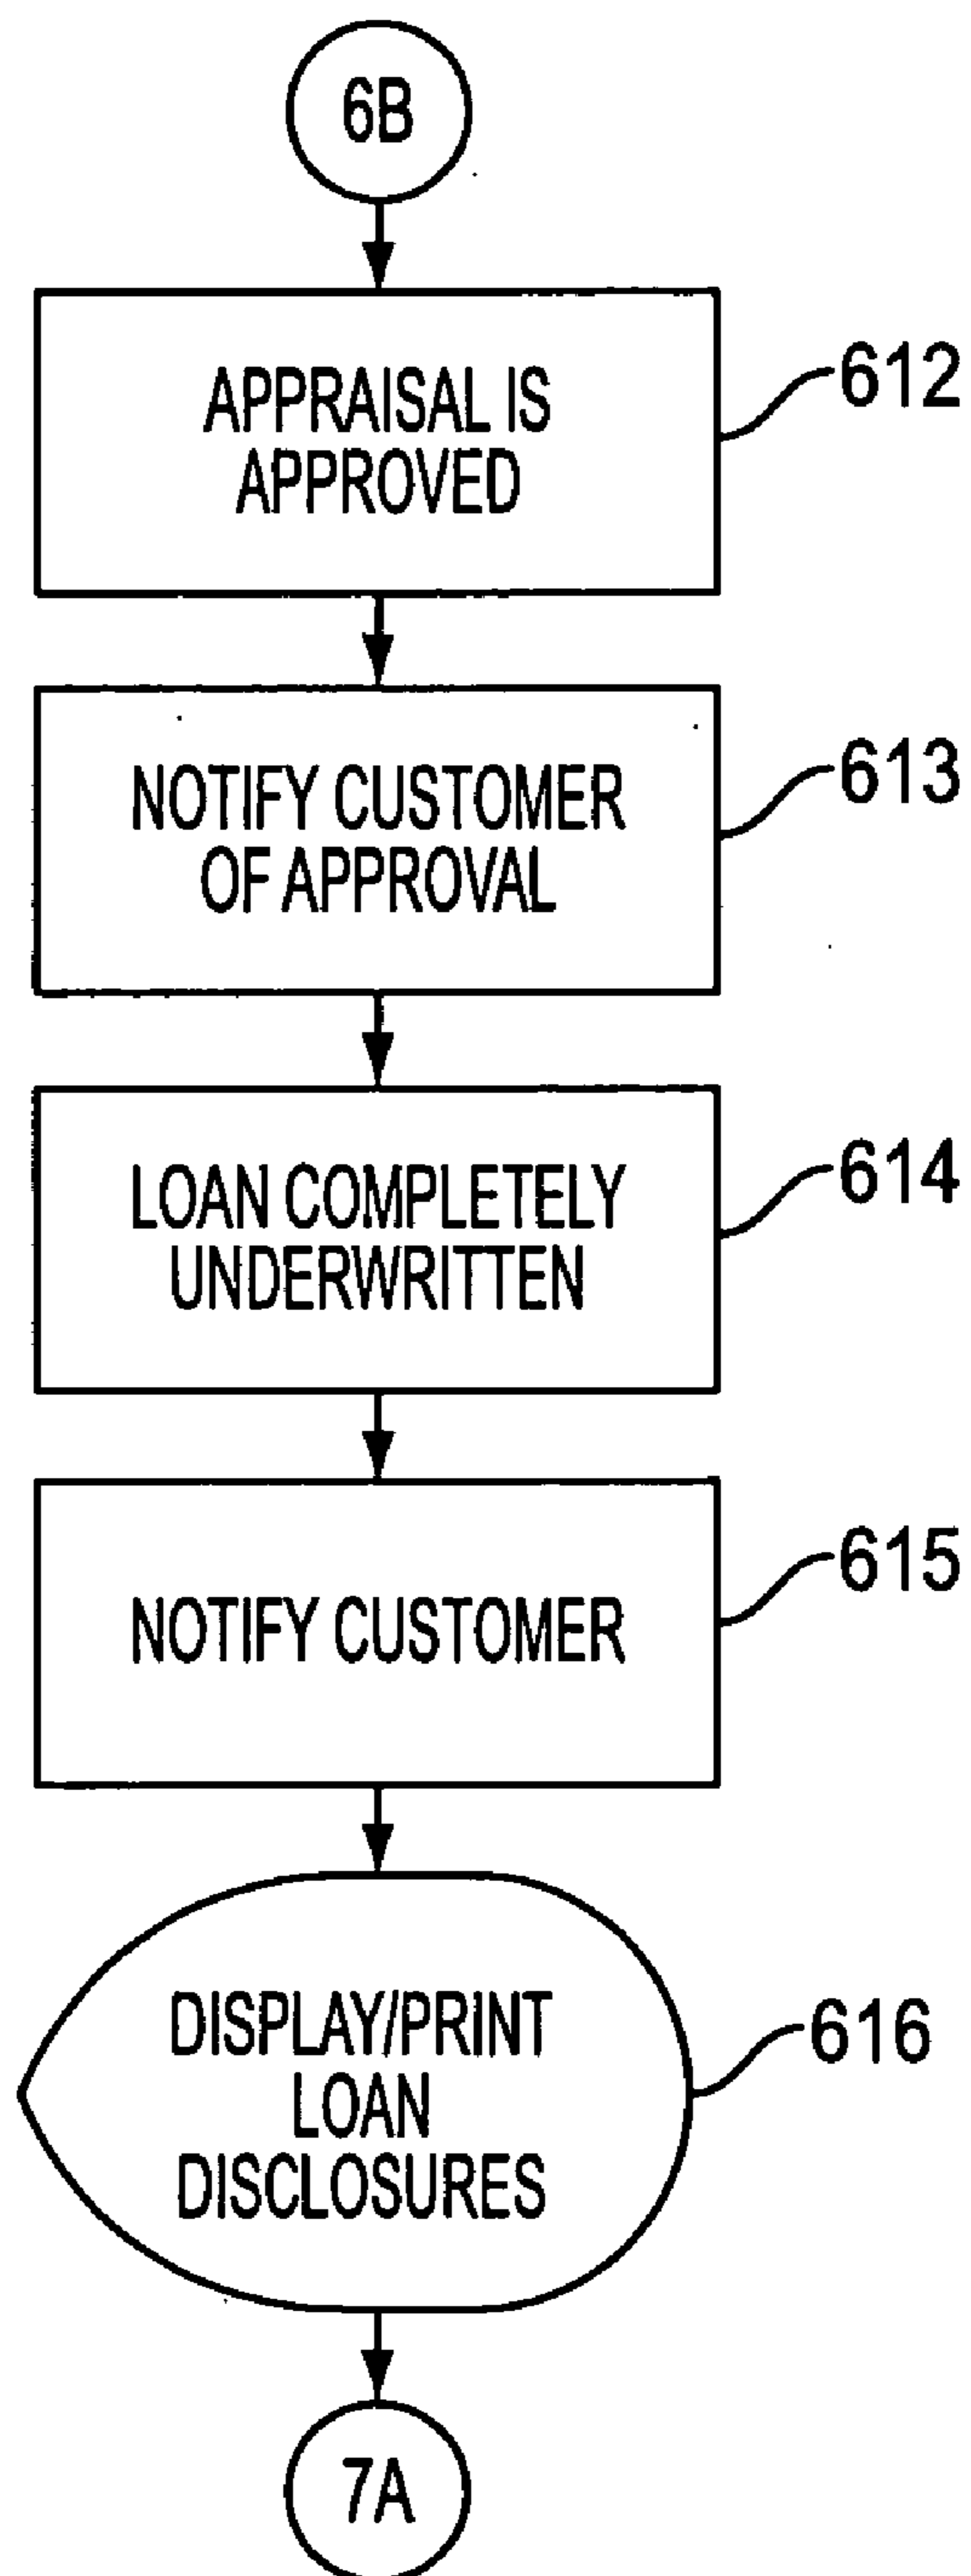 6B
APPRAISAL IS
APPROVED
612
NOTIFY CUSTOMER
OF APPROVAL
613
LOAN COMPLETELY
UNDERWRITTEN
614
NOTIFY CUSTOMER
615
DISPLAY/PRINT
LOAN
DISCLOSURES
616
7A